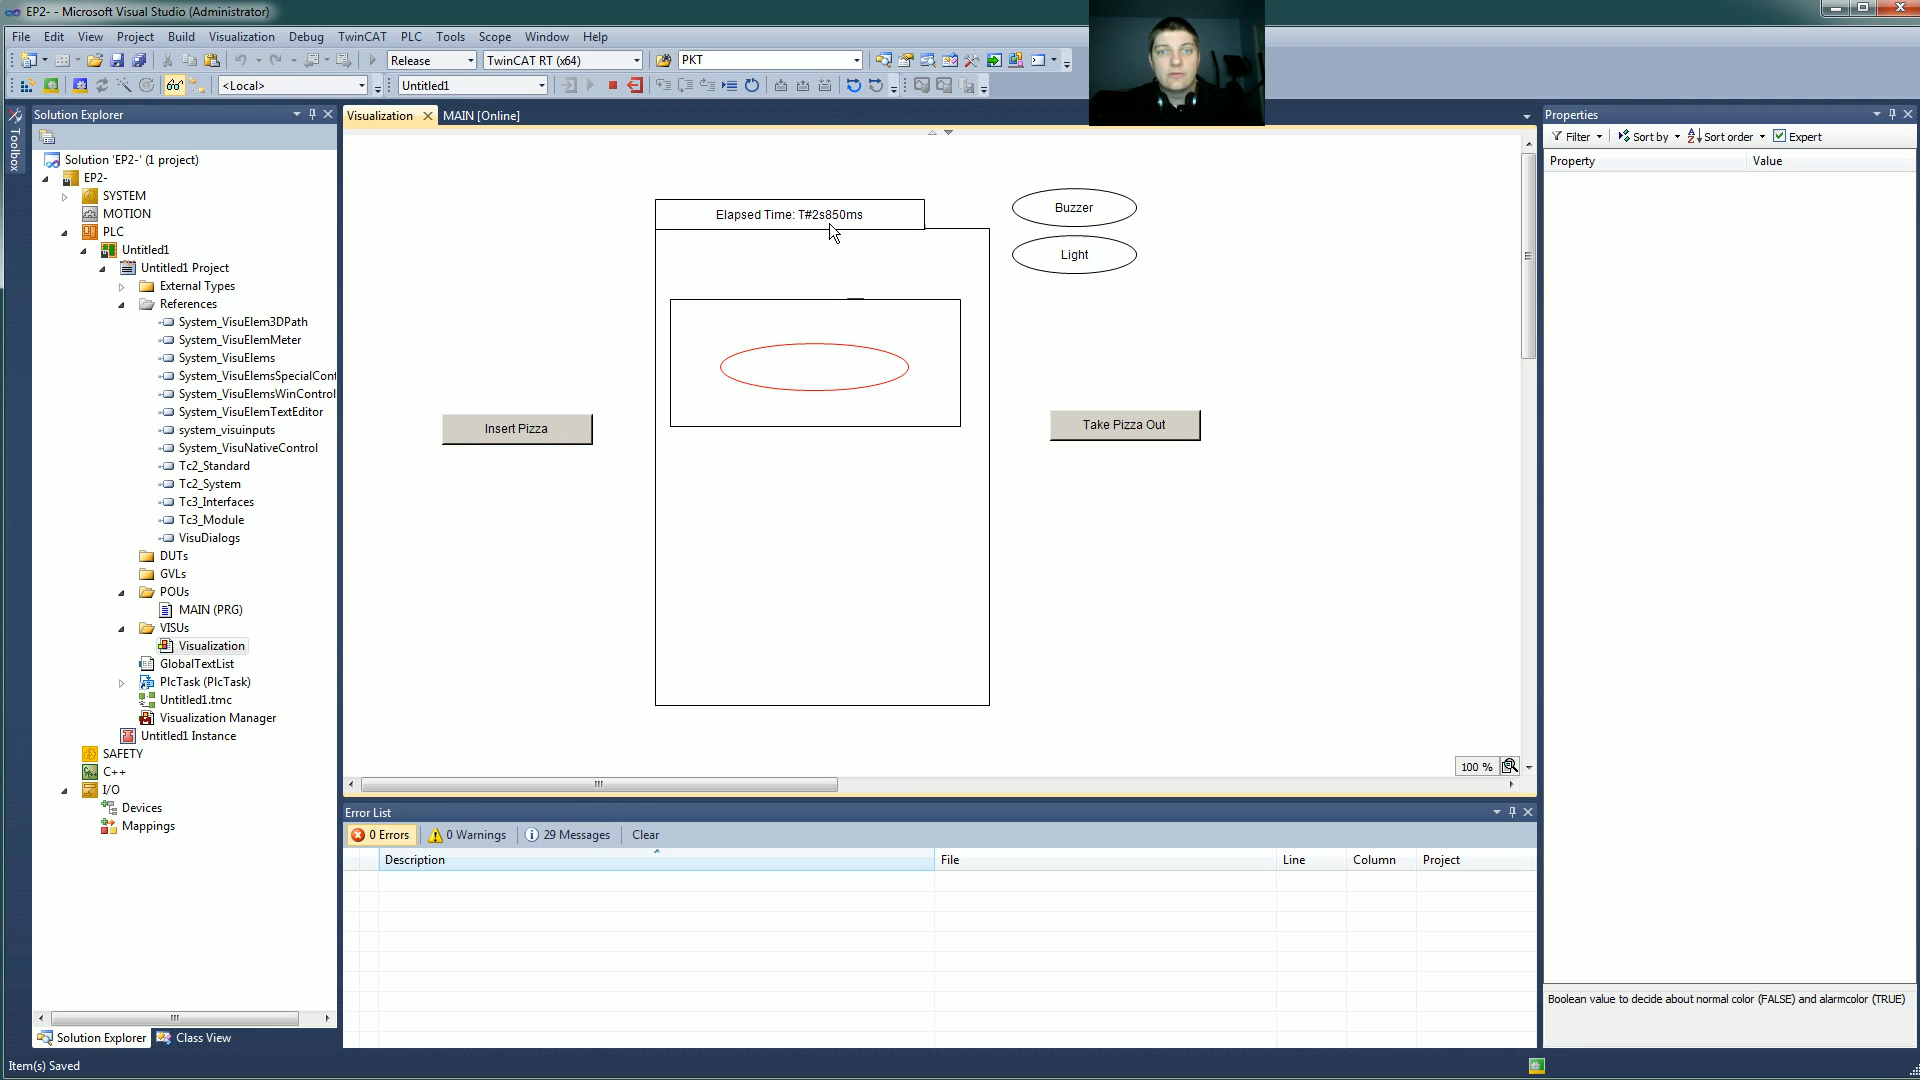 EP2- - Microsoft Visual Studio (Administrator)
File Edit View Project Build Visualization Debug TwinCAT PLC Tools Scope Window Help
Release TwinCAT RT (x64) PKT
<Local> Untitled1
Toolbox
Solution Explorer
Solution 'EP2-' (1 project)
EP2-
SYSTEM
MOTION
PLC
Untitled1
Untitled1 Project
External Types
References
System_VisuElem3DPath
System_VisuElemMeter
System_VisuElems
System_VisuElemsSpecialCont
System_VisuElemsWinControl
System_VisuElemTextEditor
system_visuinputs
System_VisuNativeControl
Tc2_Standard
Tc2_System
Tc3_Interfaces
Tc3_Module
VisuDialogs
DUTs
GVLs
POUs
MAIN (PRG)
VISUs
Visualization
GlobalTextList
PlcTask (PlcTask)
Untitled1.tmc
Visualization Manager
Untitled1 Instance
SAFETY
C++
I/O
Devices
Mappings
Solution Explorer Class View
Visualization MAIN [Online]
Elapsed Time: T#2s850ms
Buzzer
Light
Insert Pizza
Take Pizza Out
100 %
Error List
0 Errors 0 Warnings 29 Messages Clear
Description File Line Column Project
Properties
Filter Sort by Sort order Expert
Property Value
Boolean value to decide about normal color (FALSE) and alarmcolor (TRUE)
Item(s) Saved